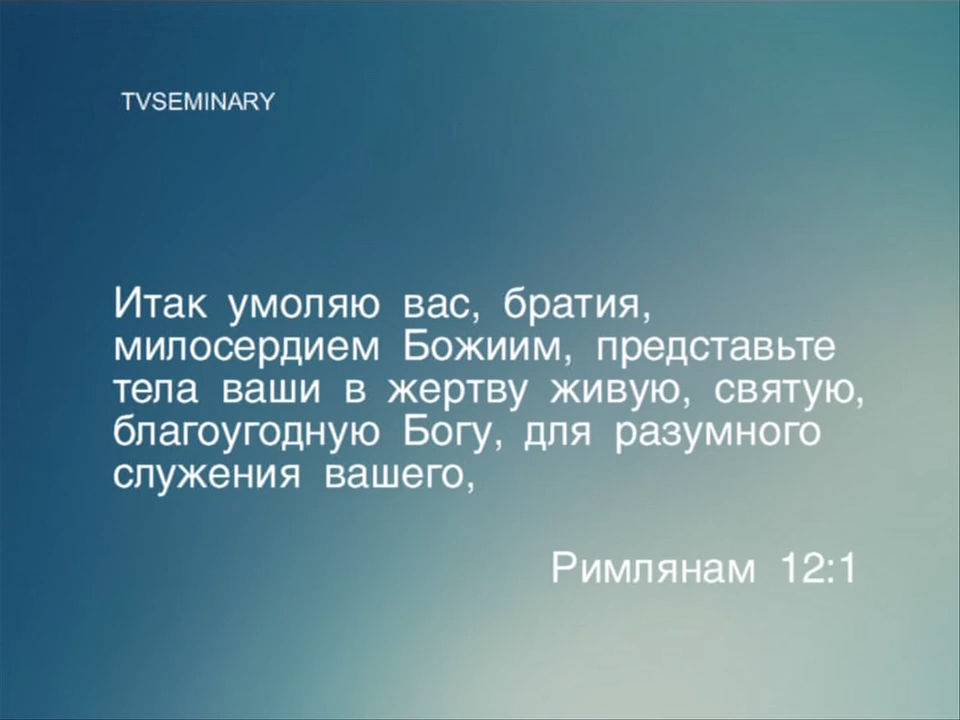 TVSEMINARY
Итак умоляю вас, братия,
милосердием Божиим, представьте
тела ваши в жертву живую, святую,
благоугодную Богу, для разумного
служения вашего,
Римлянам 12:1